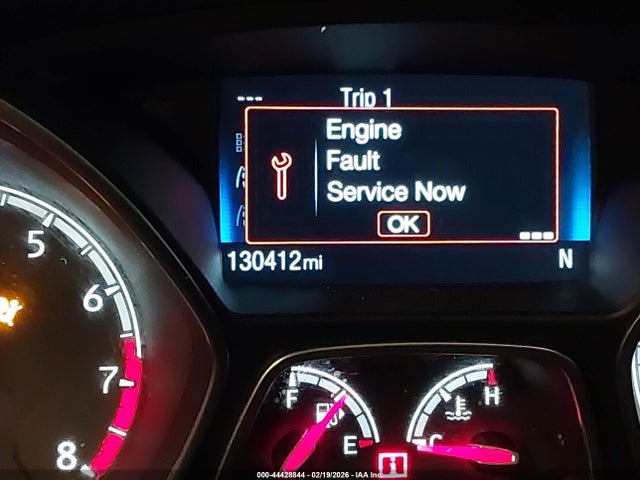 ---
Trip 1
Engine
Fault
Service Now
OK
130412mi
N
5
6
7
8
F
E
C
H
000-44428844 - 02/19/2026 - IAA Inc.